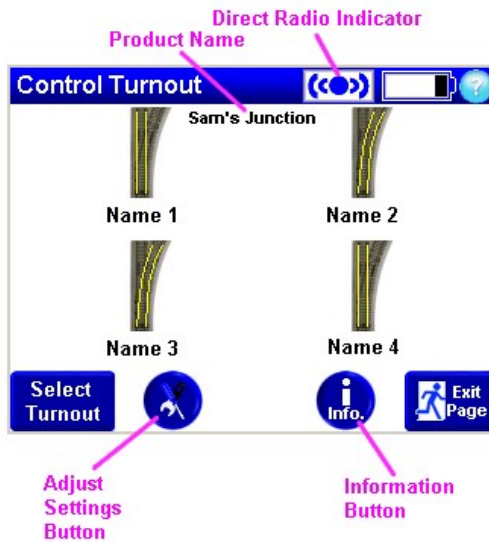 Direct Radio Indicator
Product Name
Control Turnout
?
Sam's Junction
Name 1
Name 2
Name 3
Name 4
Select
Turnout
i
Info.
Exit
Page
Adjust
Settings
Button
Information
Button